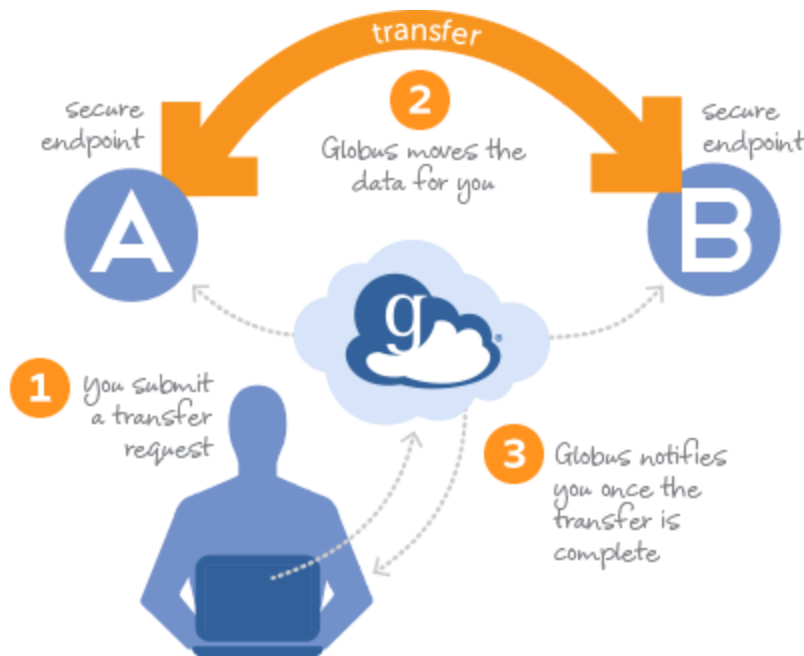 transfer
secure
endpoint
2
secure
endpoint
Globus moves the
data for you
A
B
g
®
1
you submit
a transfer
request
3
Globus notifies
you once the
transfer is
complete